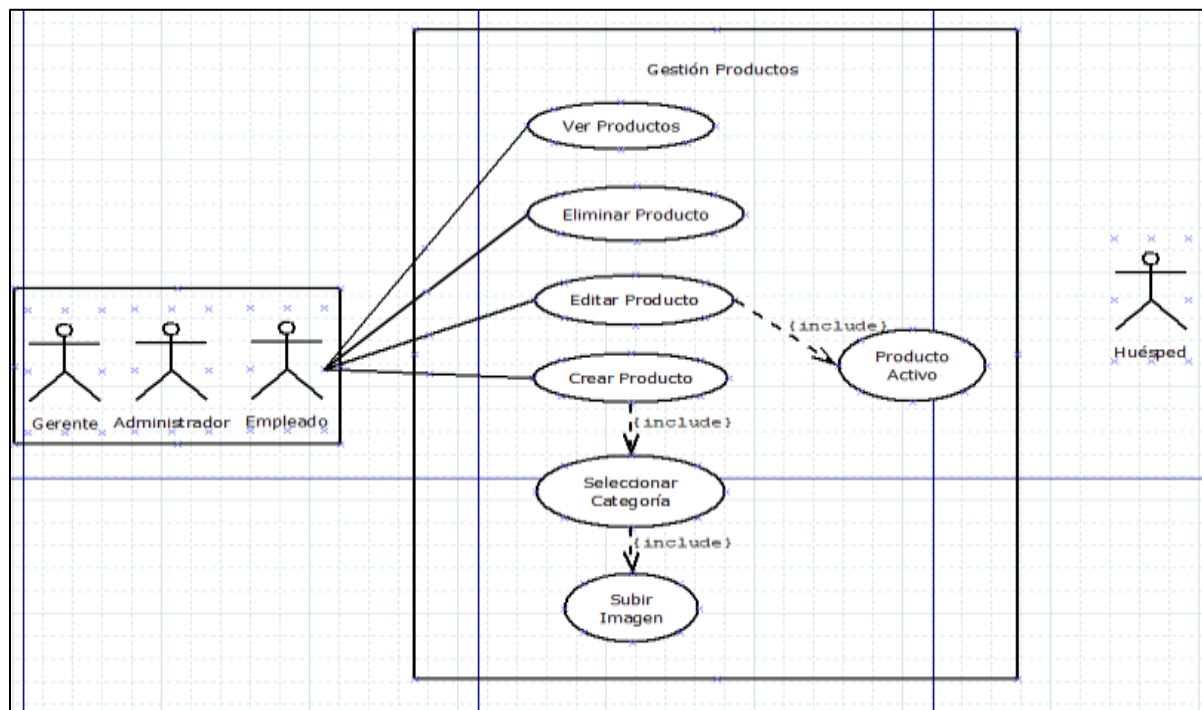 Gestión Productos
Ver Productos
Eliminar Producto
Editar Producto
{include}
Producto
Activo
Huésped
Crear Producto
Gerente
Administrador
Empleado
{include}
Seleccionar
Categoría
{include}
Subir
Imagen